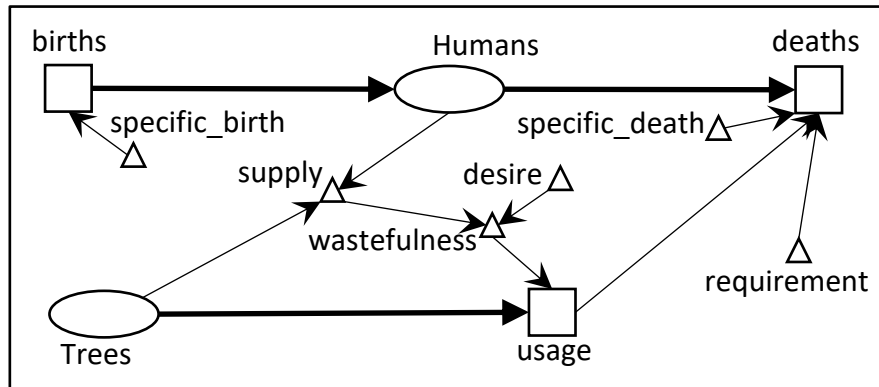 births
Humans
deaths
specific_birth
specific_death
supply
desire
wastefulness
requirement
Trees
usage